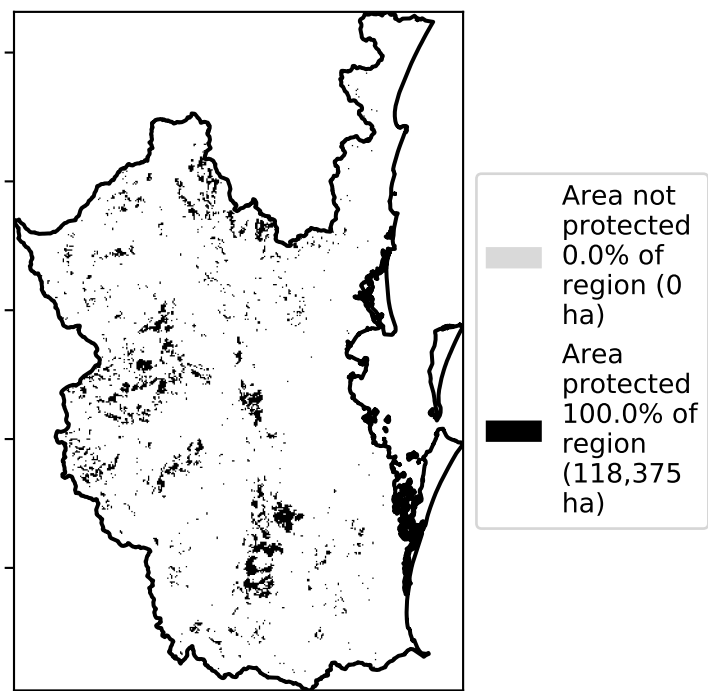 Area not
protected
0.0% of
region (0
ha)
Area
protected
100.0% of
region
(118,375
ha)